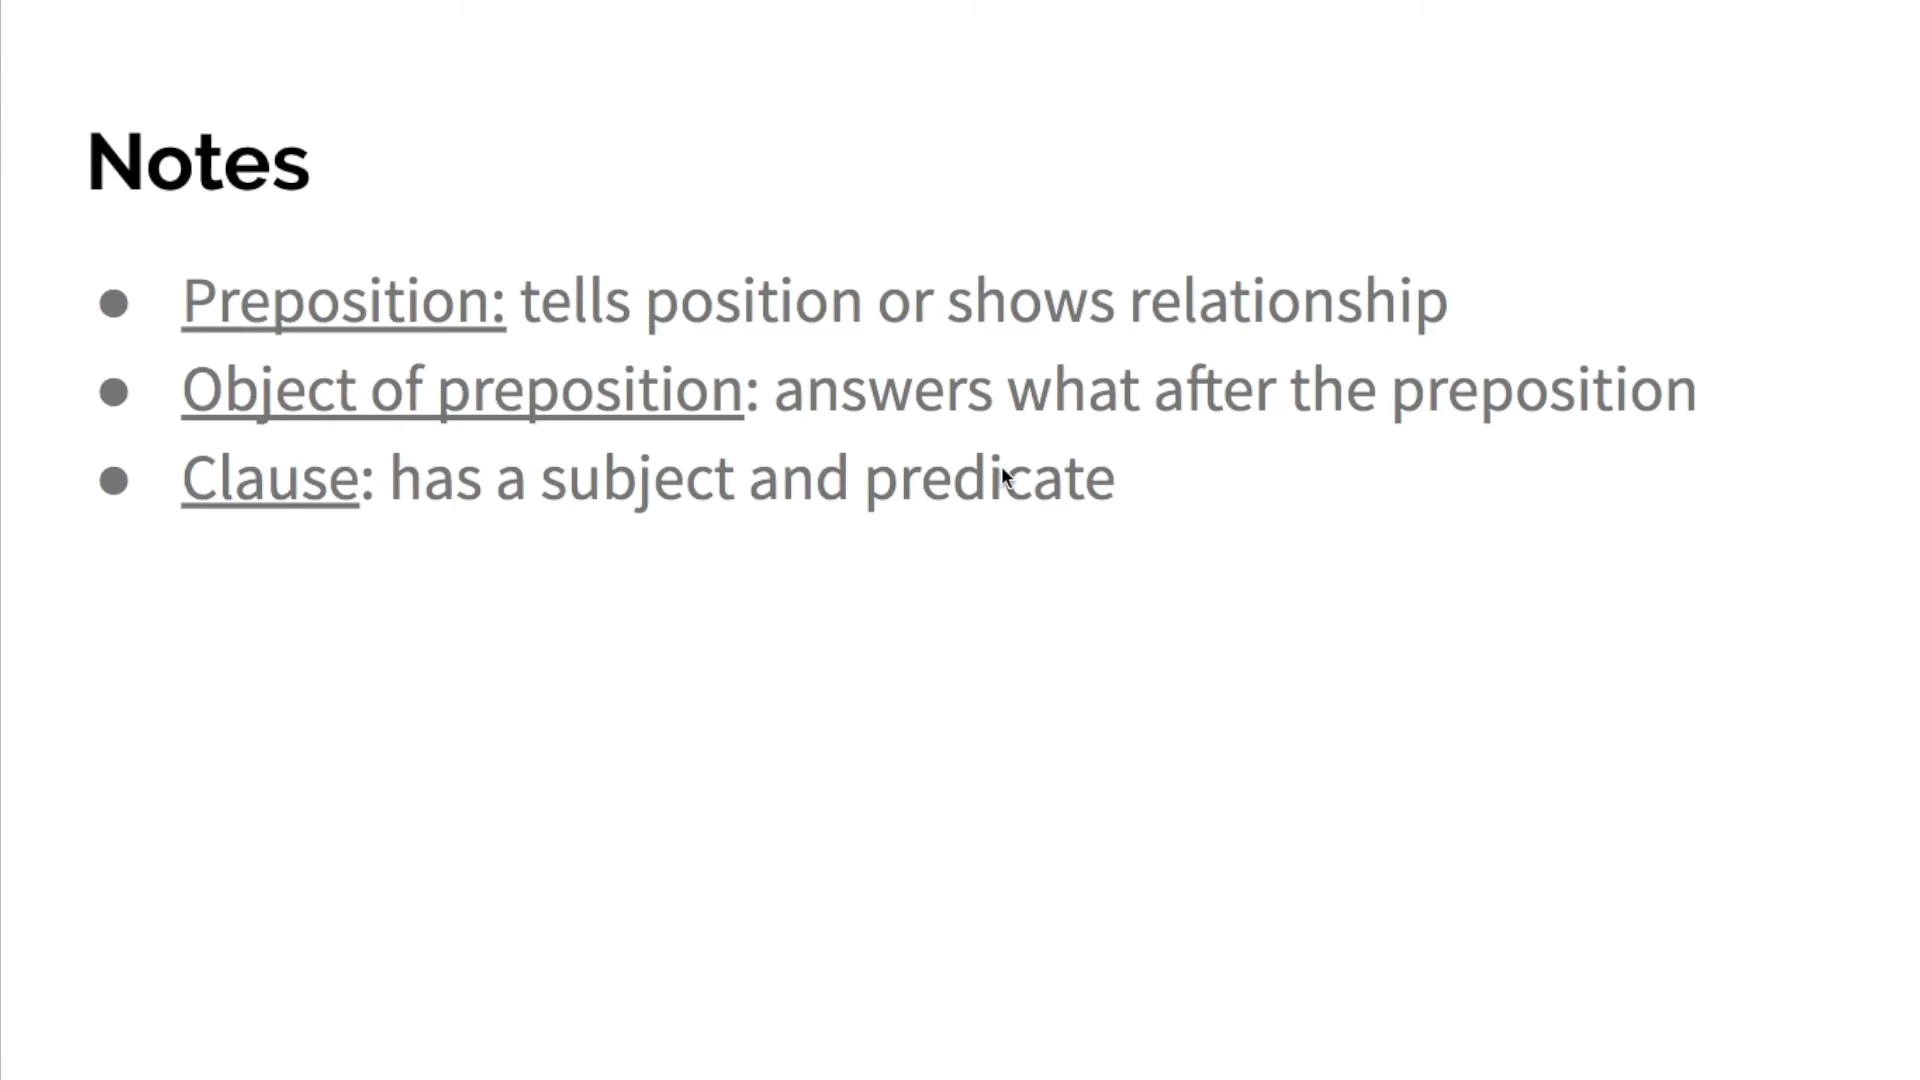 Notes
● Preposition: tells position or shows relationship
● Object of preposition: answers what after the preposition
● Clause: has a subject and predicate